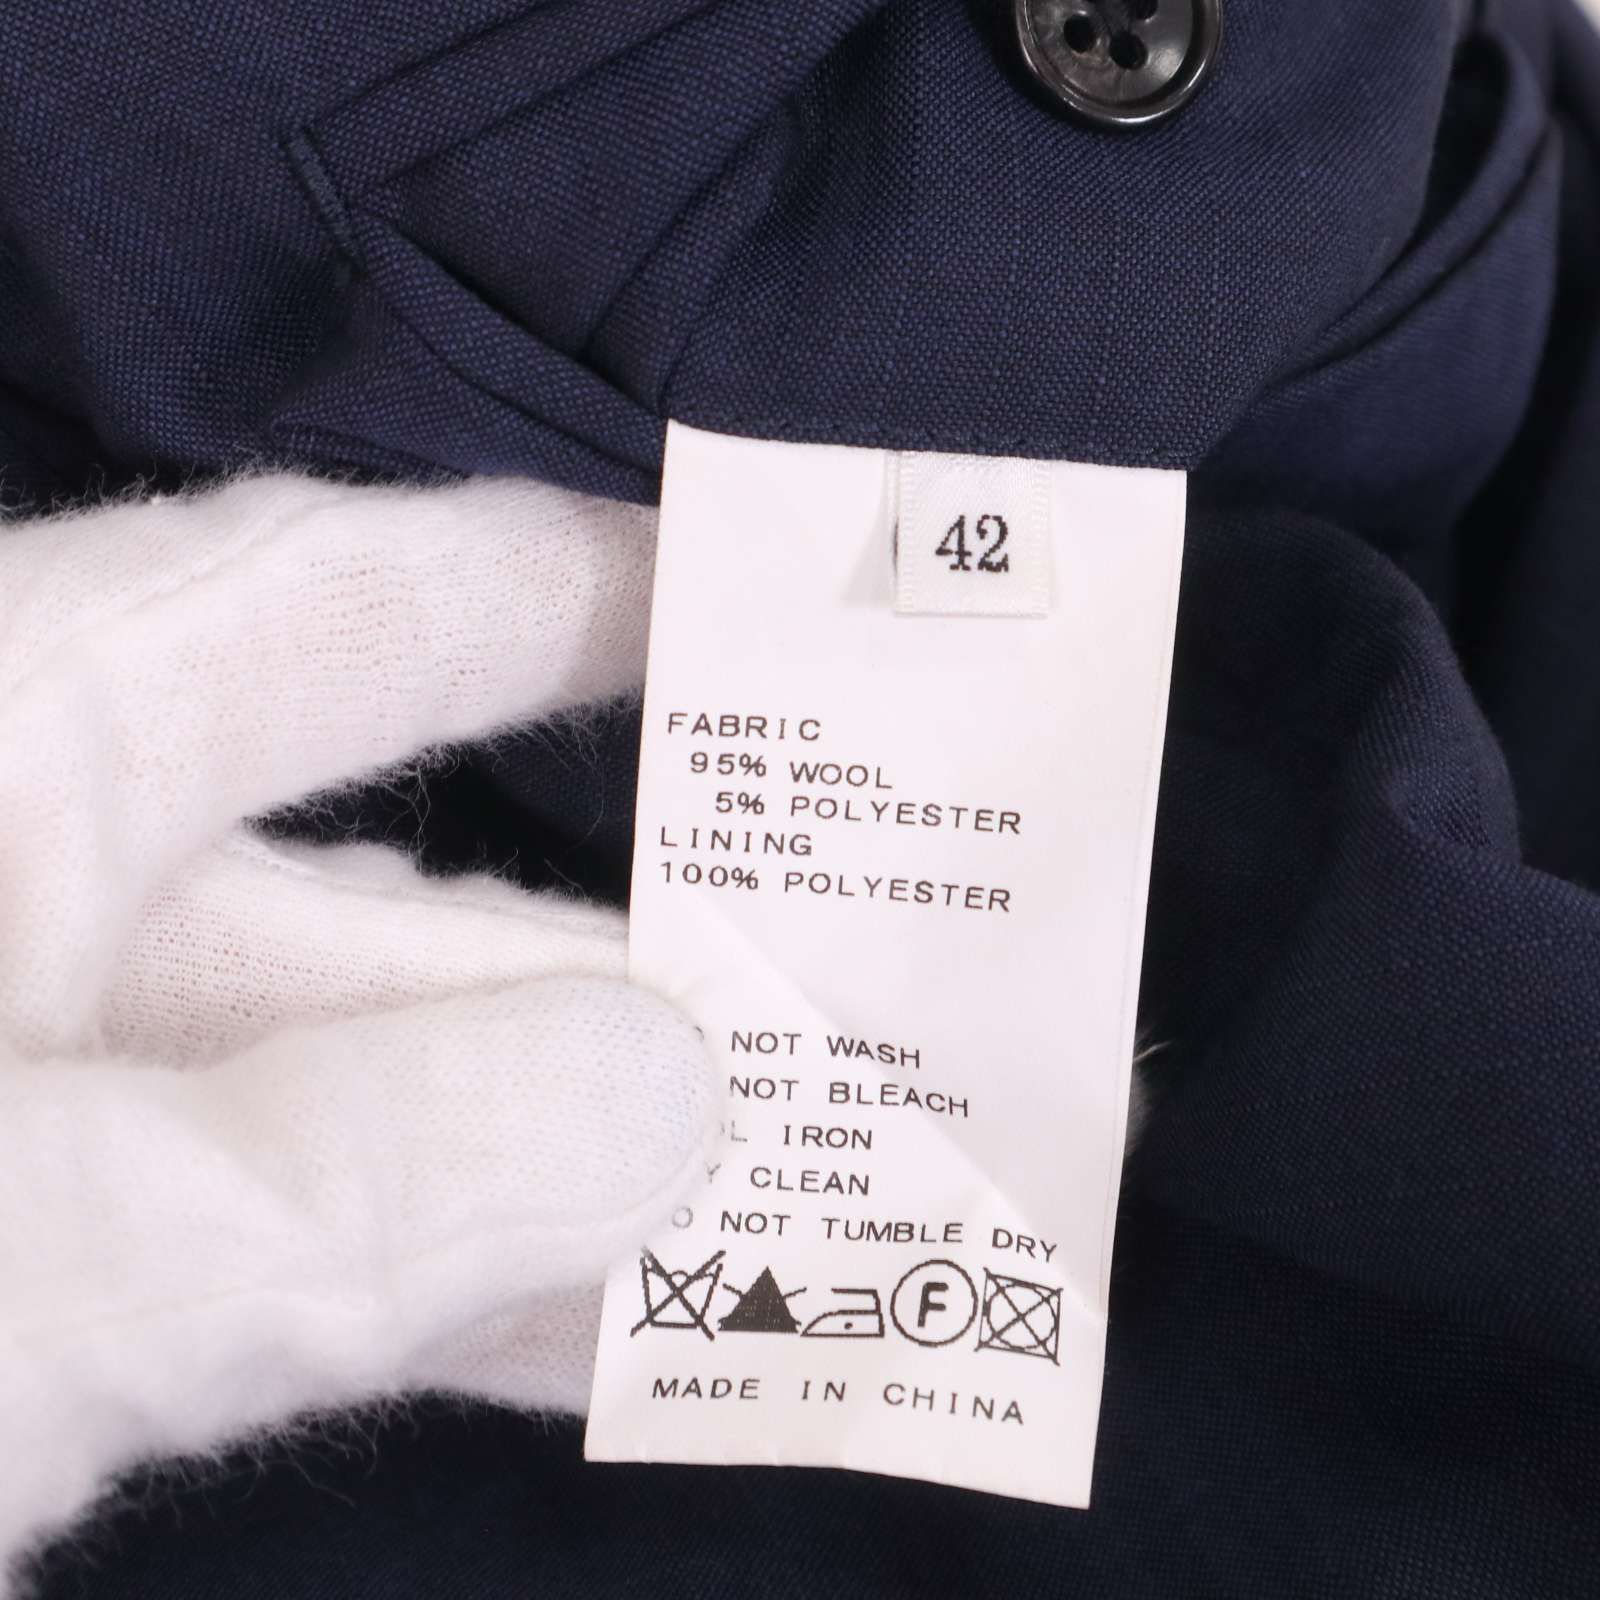 42
FABRIC
95% WOOL
5% POLYESTER
LINING
100% POLYESTER
NOT WASH
NOT BLEACH
IRON
CLEAN
NOT TUMBLE DRY
F
MADE IN CHINA